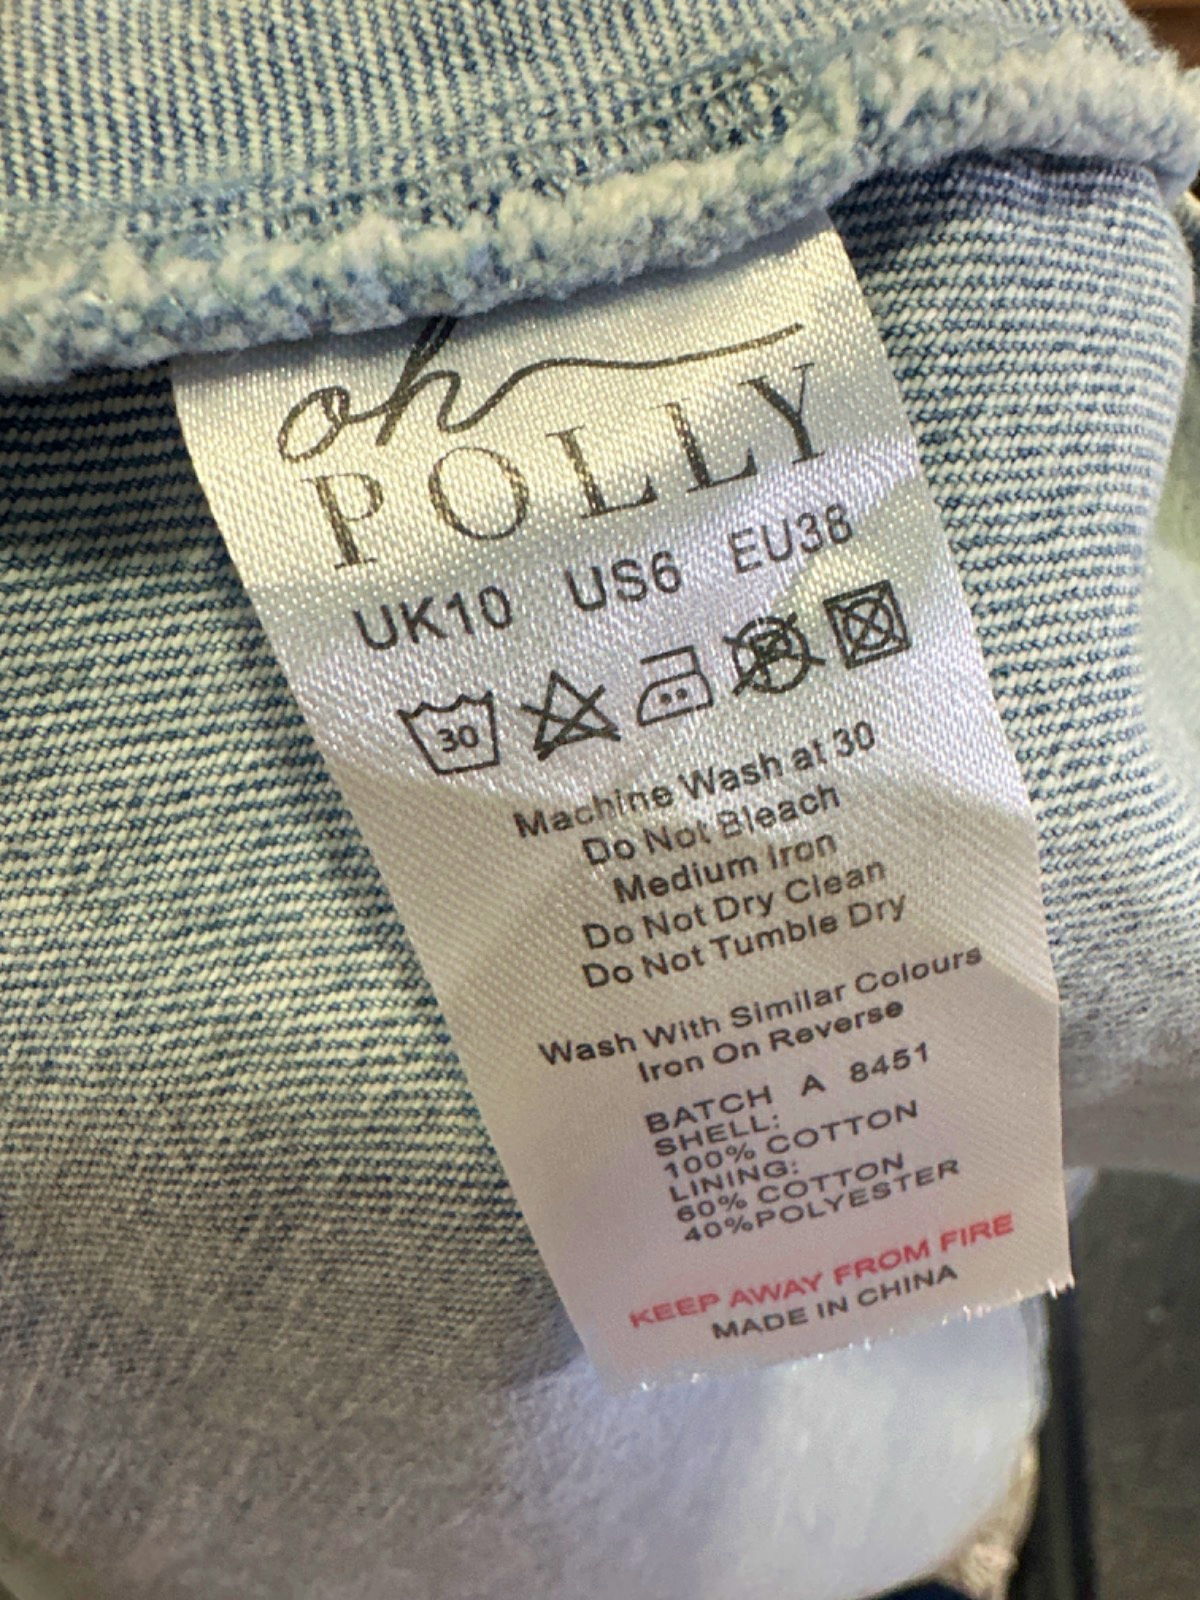 oh
POLLY
UK10 US6 EU38
30
Machine Wash at 30
Do Not Bleach
Medium Iron
Do Not Dry Clean
Do Not Tumble Dry
Wash With Similar Colours
Iron On Reverse
BATCH A 8451
SHELL:
100% COTTON
LINING:
60% COTTON
40%POLYESTER
KEEP AWAY FROM FIRE
MADE IN CHINA